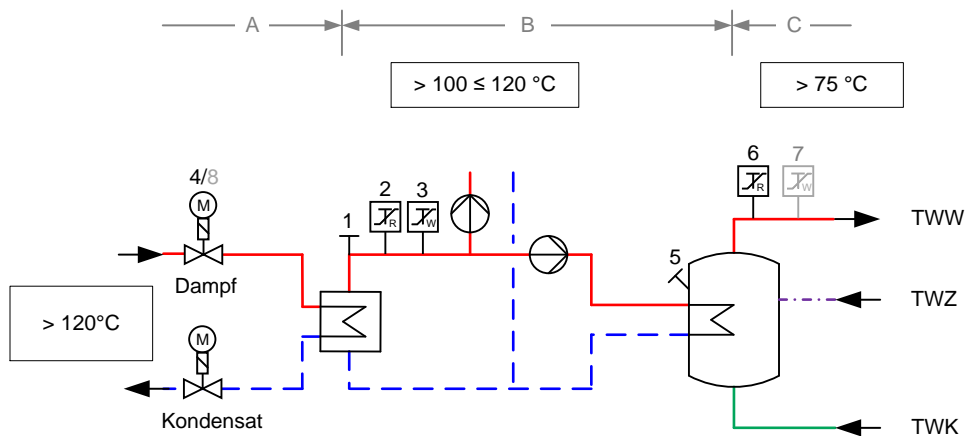 A B C
> 100 ≤ 120 °C
> 75 °C
4/8
M
2 3
6 7
R W
R W
1
5
TWW
Dampf
> 120°C
TWZ
M
Kondensat
TWK